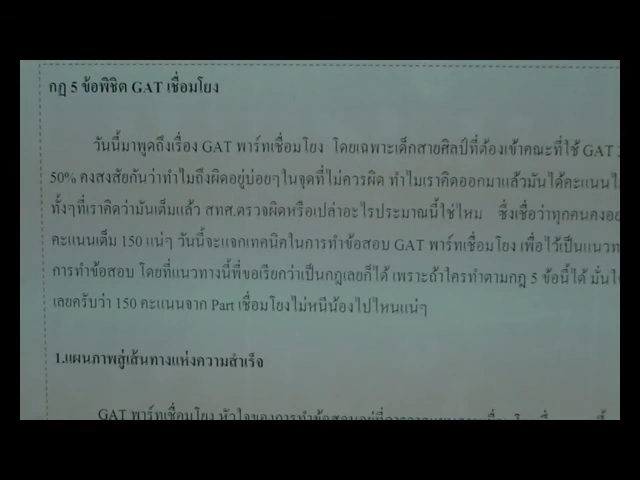 กฎ 5 ข้อพิชิต GAT เชื่อมโยง
วันนี้มาพูดถึงเรื่อง GAT พาร์ทเชื่อมโยง โดยเฉพาะเด็กสายศิลป์ที่ต้องเข้าคณะที่ใช้ GAT
50% คงสงสัยกันว่าทำไมถึงผิดอยู่บ่อยๆในจุดที่ไม่ควรผิด ทำไมเราคิดออกมาแล้วมันได้คะแนน
ทั้งๆที่เราคิดว่ามันเต็มแล้ว สทศ.ตรวจผิดหรือเปล่าอะไรประมาณนี้ใช่ไหม ซึ่งเชื่อว่าทุกคนคง
คะแนนเต็ม 150 แน่ๆ วันนี้จะแจกเทคนิคในการทำข้อสอบ GAT พาร์ทเชื่อมโยง เพื่อไว้เป็น
การทำข้อสอบ โดยที่แนวทางนี้พี่ขอเรียกว่าเป็นกฎเลยก็ได้ เพราะถ้าใครทำตามกฎ 5 ข้อนี้ได้
เลยครับว่า 150 คะแนนจาก Part เชื่อมโยงไม่หนีน้องไปไหนแน่ๆ
1.แผนภาพสู่เส้นทางแห่งความสำเร็จ
GAT พาร์ทเชื่อมโยง หัวใจของการทำข้อสอบอยู่ที่การ